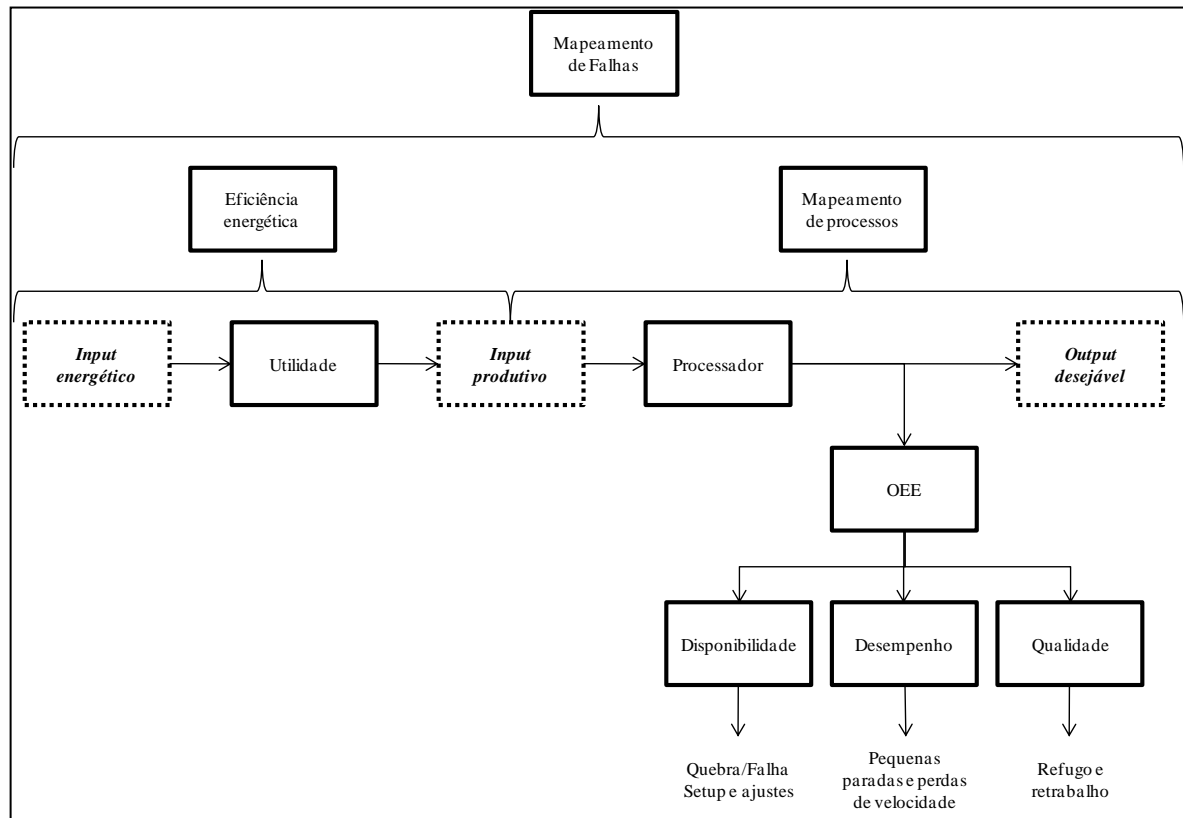 Mapeamento
de Falhas
Eficiência
energética
Mapeamento
de processos
Input
energético
Utilidade
Input
produtivo
Processador
Output
desejável
OEE
Disponibilidade
Desempenho
Qualidade
Quebra/Falha
Setup e ajustes
Pequenas
paradas e perdas
de velocidade
Refugo e
retrabalho